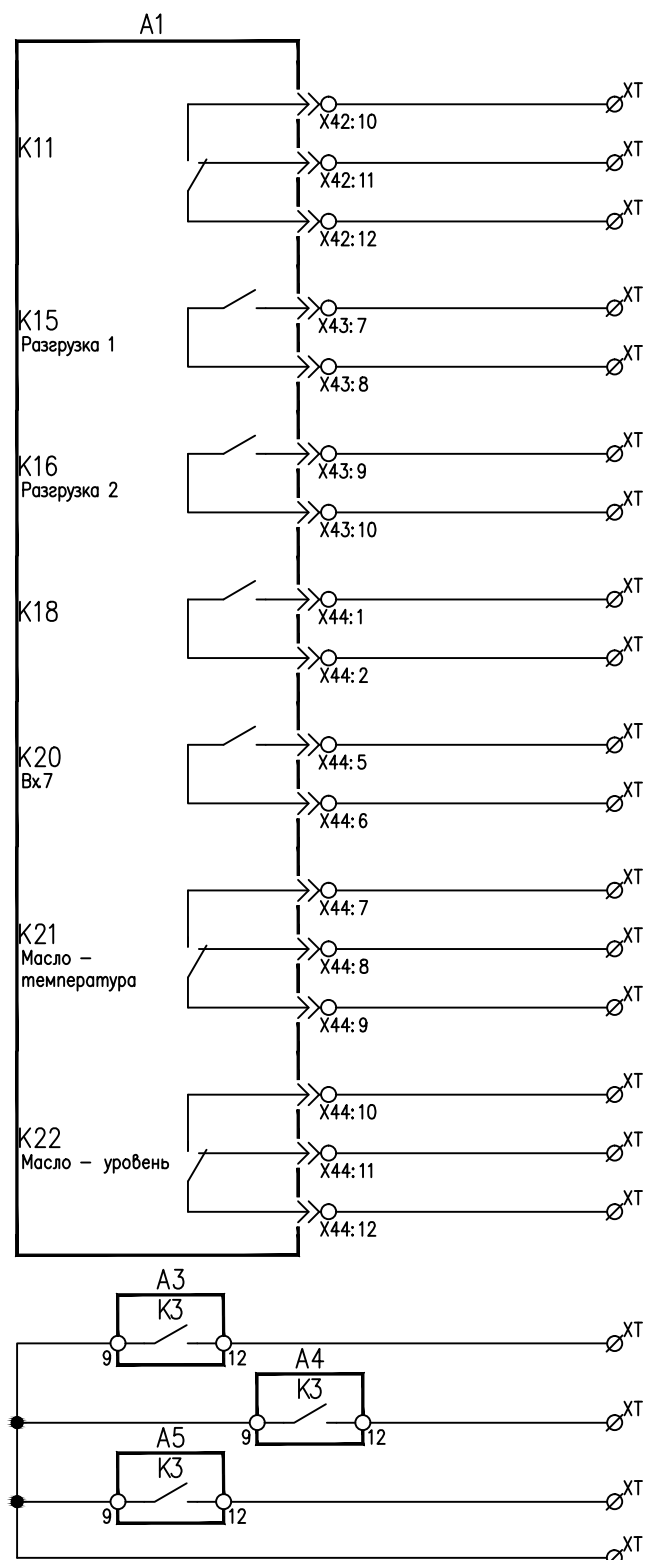 A1
XT
X42:10
K11
XT
X42:11
XT
X42:12
XT
K15
X43:7
Разгрузка 1
XT
X43:8
XT
K16
X43:9
Разгрузка 2
XT
X43:10
XT
K18
X44:1
XT
X44:2
XT
K20
X44:5
Вх.7
XT
X44:6
XT
X44:7
K21
XT
Масло –
X44:8
температура
XT
X44:9
XT
X44:10
K22
XT
Масло – уровень
X44:11
XT
X44:12
A3
K3
XT
9
12
A4
K3
XT
9
12
A5
K3
XT
9
12
XT